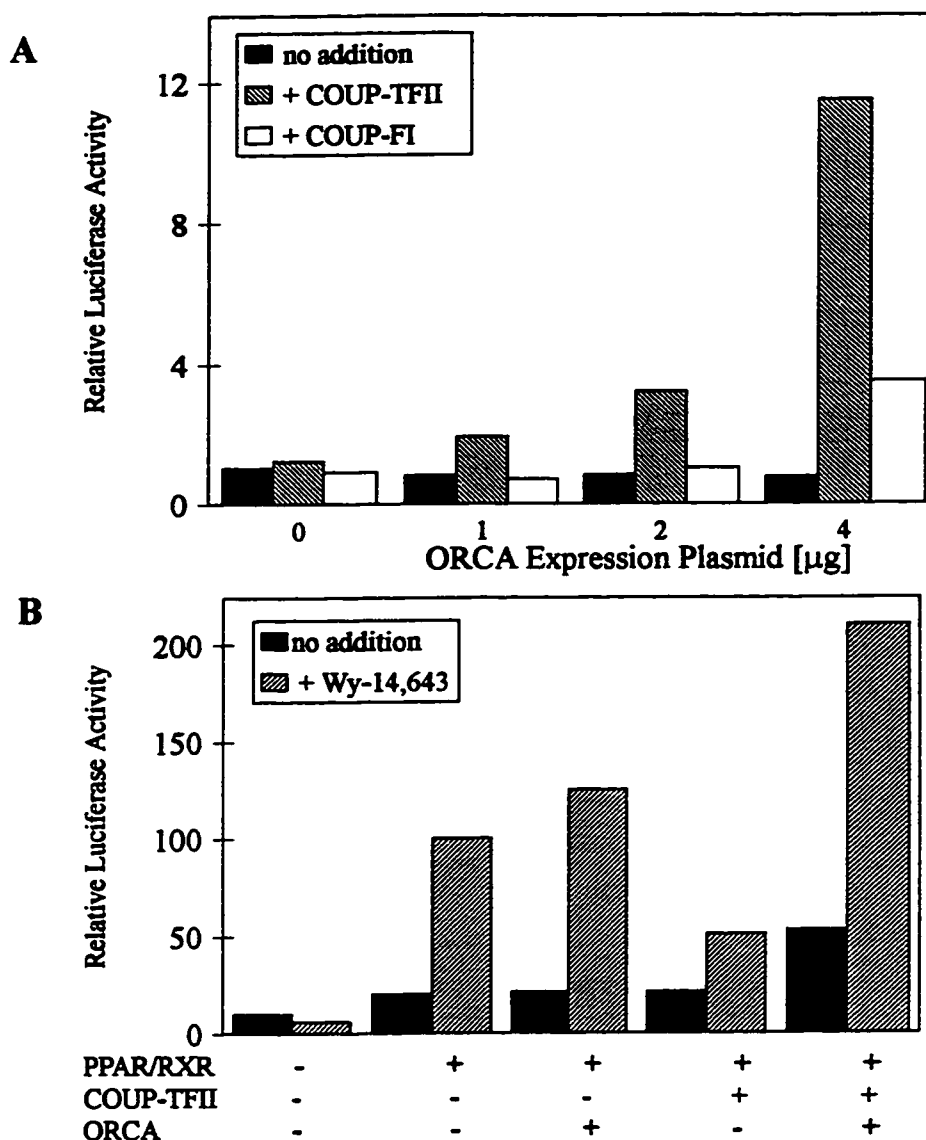 A
no addition
+ COUP-TFII
+ COUP-FI
Relative Luciferase Activity
12
8
4
0
0 1 2 4
ORCA Expression Plasmid [µg]
B
no addition
+ Wy-14,643
Relative Luciferase Activity
200
150
100
50
0
PPAR/RXR - + + + +
COUP-TFII - - - + +
ORCA - - + - +